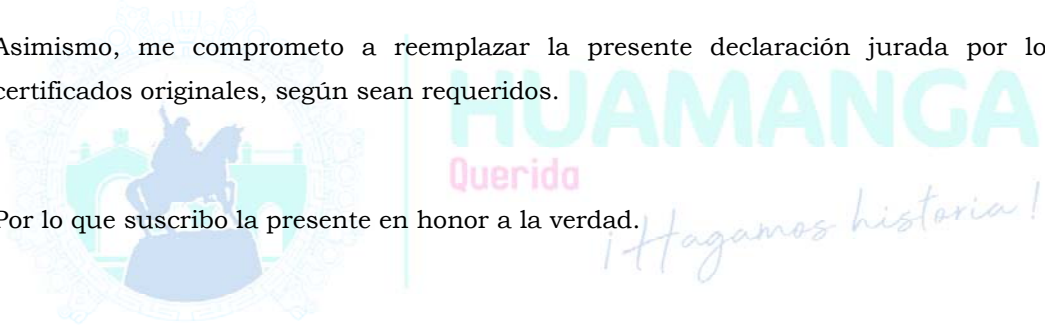 Asimismo, me comprometo a reemplazar la presente declaración jurada por lo
certificados originales, según sean requeridos.
HUAMANGA
Querida
Por lo que suscribo la presente en honor a la verdad.
¡Hagamos historia!